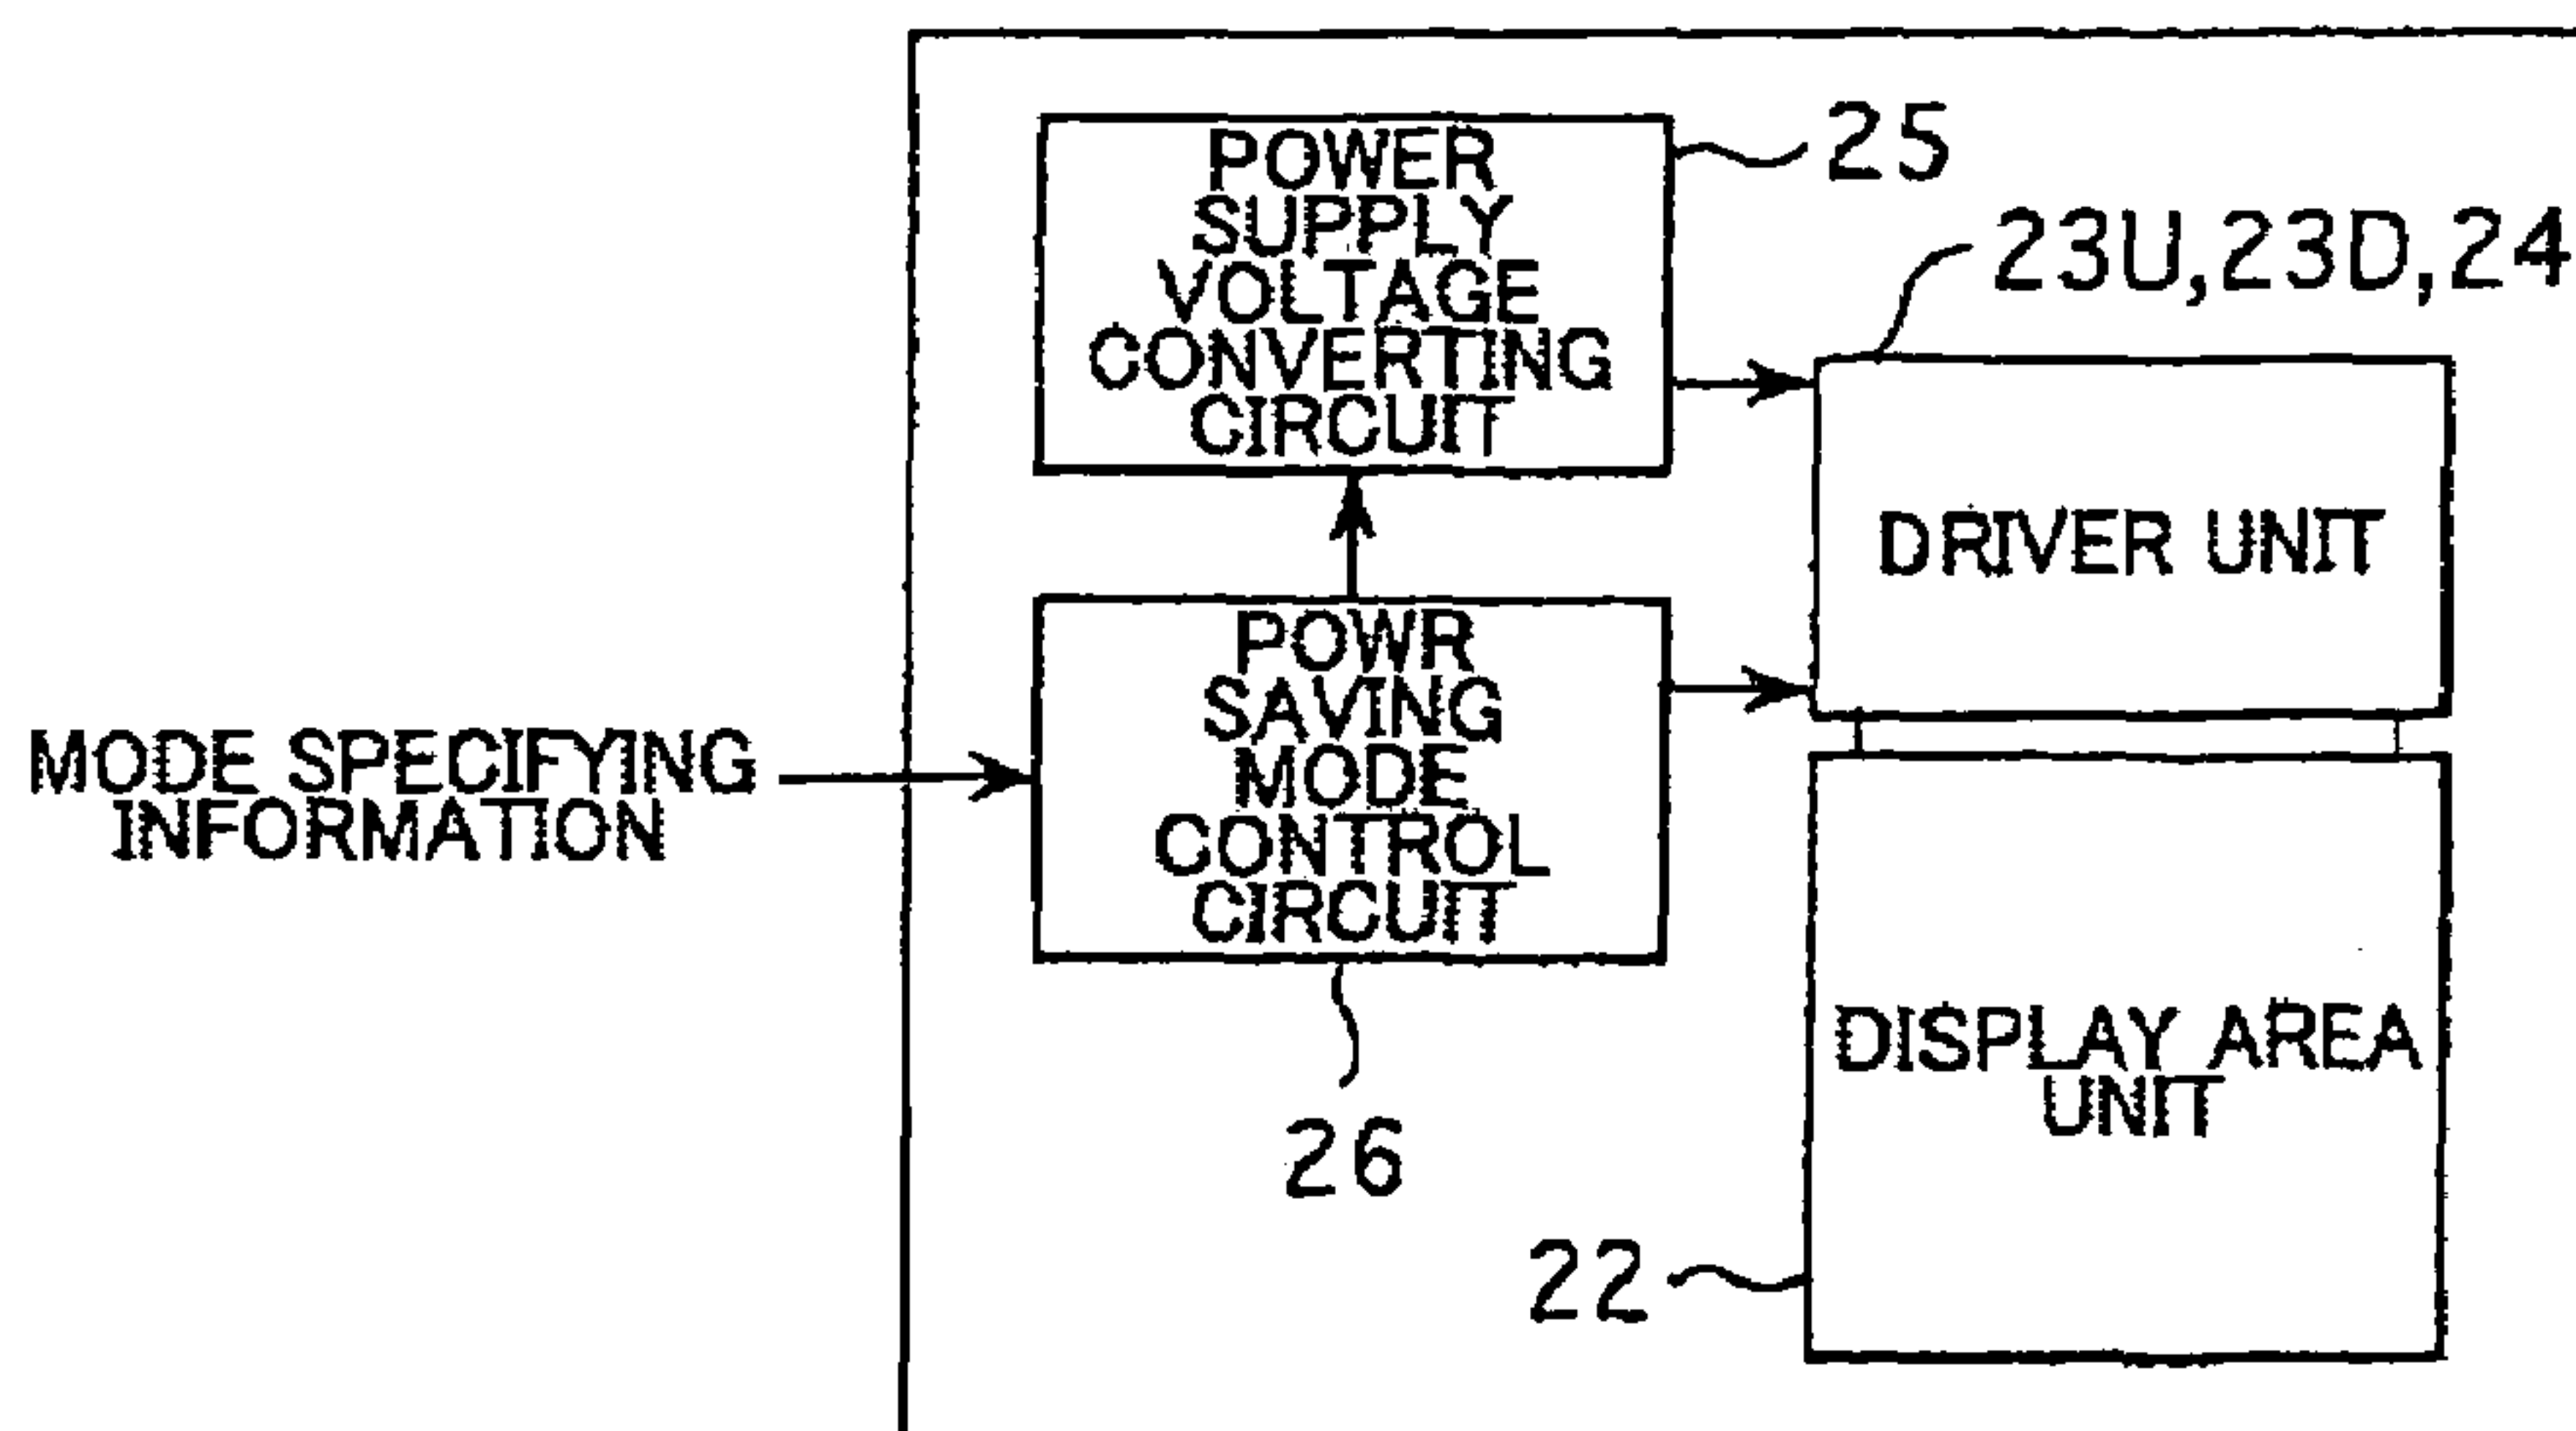 POWER
SUPPLY
VOLTAGE
CONVERTING
CIRCUIT
25
23U,23D,24
DRIVER UNIT
POWR
SAVING
MODE
CONTROL
CIRCUIT
MODE SPECIFYING
INFORMATION
26
DISPLAY AREA
UNIT
22